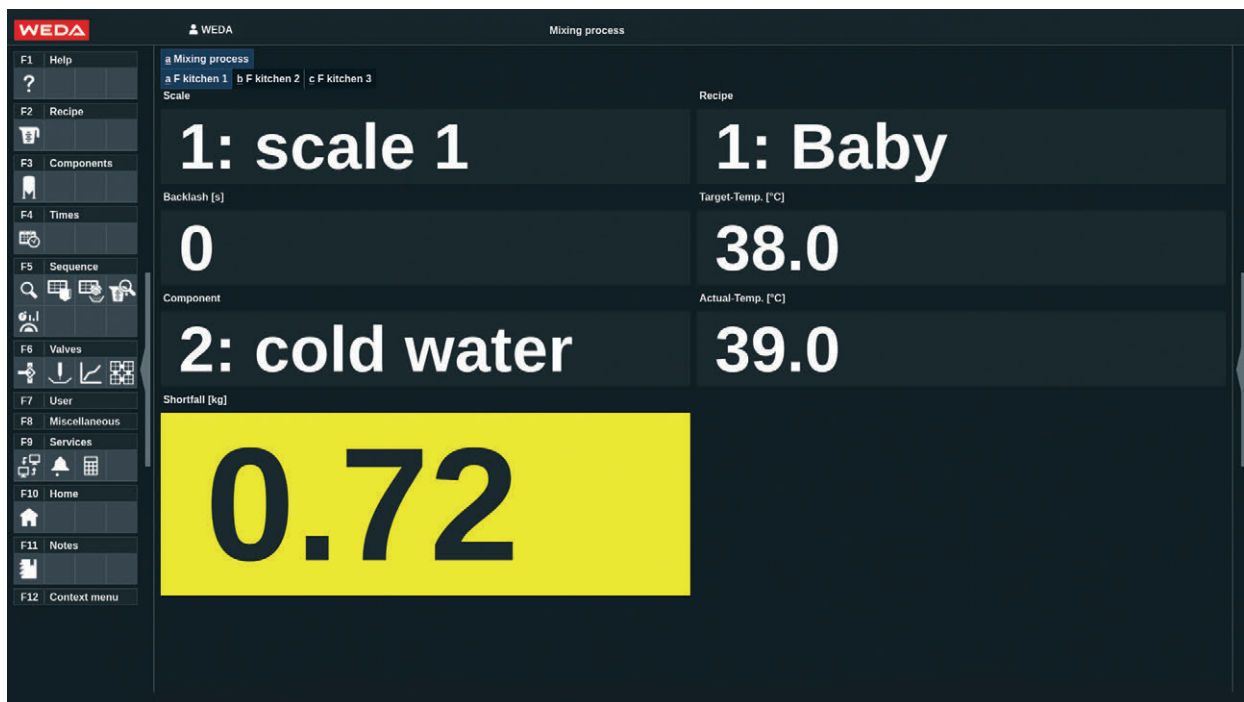 WEDA
WEDA
Mixing process
F1 Help
F2 Recipe
F3 Components
F4 Times
F5 Sequence
F6 Valves
F7 User
F8 Miscellaneous
F9 Services
F10 Home
F11 Notes
F12 Context menu
a Mixing process
a F kitchen 1 b F kitchen 2 c F kitchen 3
Scale
1: scale 1
Recipe
1: Baby
Backlash [s]
0
Target-Temp. [°C]
38.0
Component
2: cold water
Actual-Temp. [°C]
39.0
Shortfall [kg]
0.72